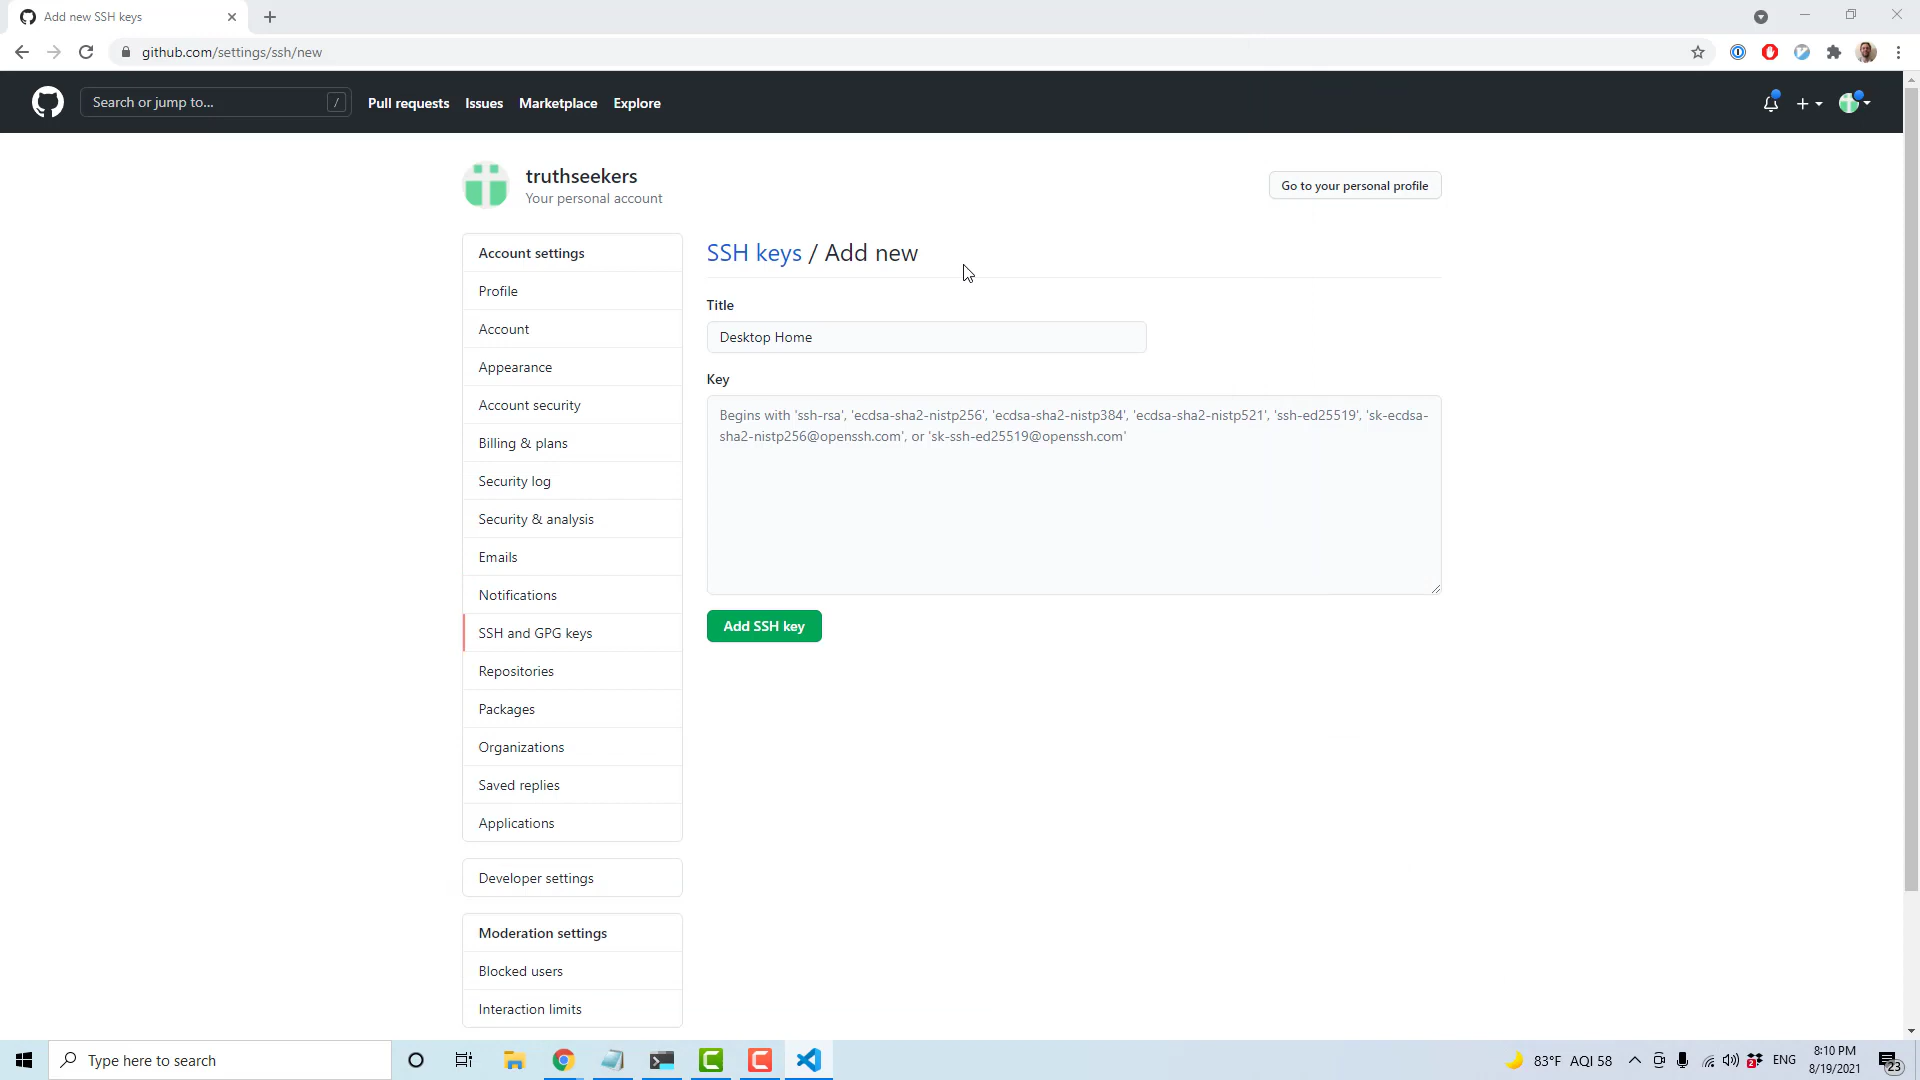 Add new SSH keys
github.com/settings/ssh/new
Search or jump to...
/
Pull requests
Issues
Marketplace
Explore
truthseekers
Your personal account
Go to your personal profile
Account settings
Profile
Account
Appearance
Account security
Billing & plans
Security log
Security & analysis
Emails
Notifications
SSH and GPG keys
Repositories
Packages
Organizations
Saved replies
Applications
Developer settings
Moderation settings
Blocked users
Interaction limits
SSH keys / Add new
Title
Desktop Home
Key
Begins with 'ssh-rsa', 'ecdsa-sha2-nistp256', 'ecdsa-sha2-nistp384', 'ecdsa-sha2-nistp521', 'ssh-ed25519', 'sk-ecdsa-
sha2-nistp256@openssh.com', or 'sk-ssh-ed25519@openssh.com'
Add SSH key
Type here to search
83°F AQI 58
ENG
8:10 PM
8/19/2021
23